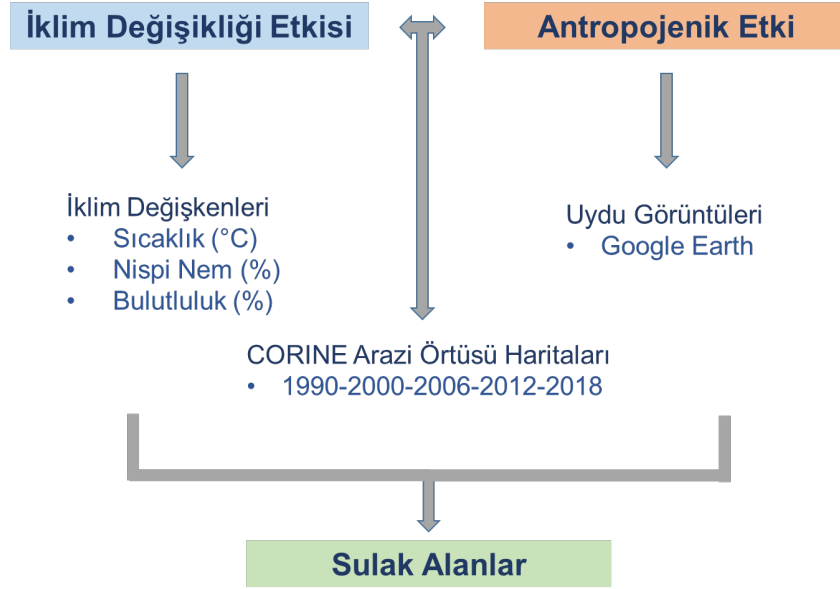 İklim Değişikliği Etkisi
Antropojenik Etki
İklim Değişkenleri
• Sıcaklık (°C)
• Nispi Nem (%)
• Bulutluluk (%)
Uydu Görüntüleri
• Google Earth
CORINE Arazi Örtüsü Haritaları
• 1990-2000-2006-2012-2018
Sulak Alanlar